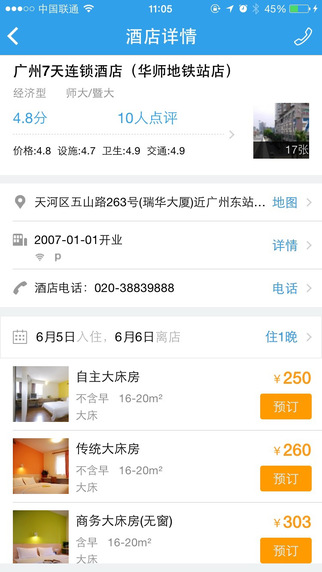 中国联通 11:05 45%
酒店详情
广州7天连锁酒店（华师地铁站店）
经济型 师大/暨大
4.8分 10人点评
价格:4.8 设施:4.7 卫生:4.9 交通:4.9
17张
天河区五山路263号(瑞华大厦)近广州东站... 地图
2007-01-01开业 详情
p
酒店电话：020-38839888 电话
6月5日入住，6月6日离店 住1晚
自主大床房 ¥250
不含早 16-20m² 预订
大床
传统大床房 ¥260
不含早 16-20m² 预订
大床
商务大床房(无窗) ¥303
含早 16-20m² 预订
大床